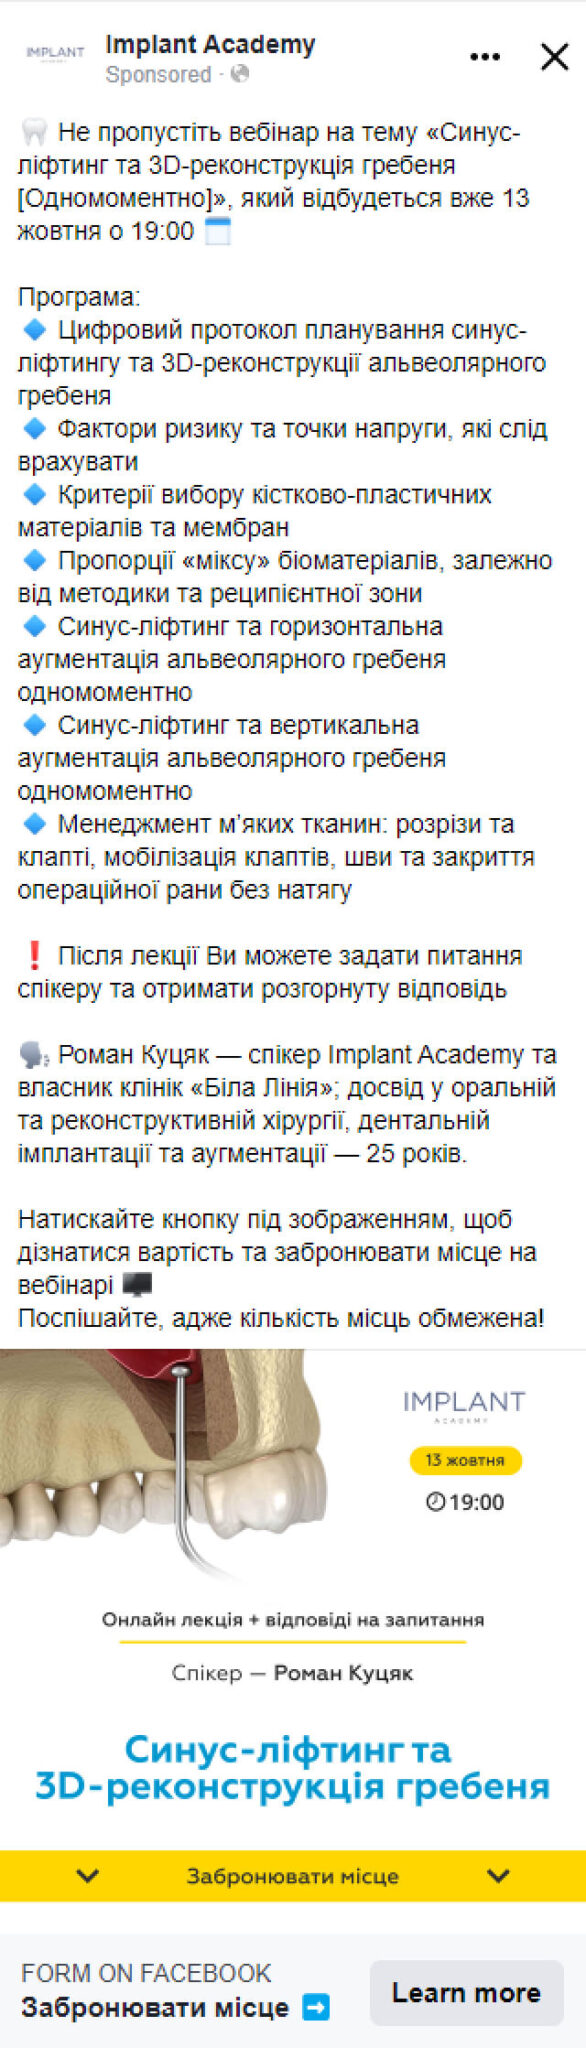 IMPLANT
ACADEMY
Implant Academy
Sponsored ·
🦷 Не пропустіть вебінар на тему «Синус-
ліфтинг та 3D-реконструкція гребеня
[Одномоментно]», який відбудеться вже 13
жовтня о 19:00
Програма:
🔷 Цифровий протокол планування синус-
ліфтингу та 3D-реконструкції альвеолярного
гребеня
🔷 Фактори ризику та точки напруги, які слід
врахувати
🔷 Критерії вибору кістково-пластичних
матеріалів та мембран
🔷 Пропорції «міксу» біоматеріалів, залежно
від методики та реципієнтної зони
🔷 Синус-ліфтинг та горизонтальна
аугментація альвеолярного гребеня
одномоментно
🔷 Синус-ліфтинг та вертикальна
аугментація альвеолярного гребеня
одномоментно
🔷 Менеджмент м'яких тканин: розрізи та
клапті, мобілізація клаптів, шви та закриття
операційної рани без натягу
❗ Після лекції Ви можете задати питання
спікеру та отримати розгорнуту відповідь
🗣 Роман Куцяк — спікер Implant Academy та
власник клінік «Біла Лінія»; досвід у оральній
та реконструктивній хірургії, дентальній
імплантації та аугментації — 25 років.
Натискайте кнопку під зображенням, щоб
дізнатися вартість та забронювати місце на
вебінарі 🖥
Поспішайте, адже кількість місць обмежена!
IMPLANT
ACADEMY
13 жовтня
19:00
Онлайн лекція + відповіді на запитання
Спікер — Роман Куцяк
Синус-ліфтинг та
3D-реконструкція гребеня
Забронювати місце
FORM ON FACEBOOK
Забронювати місце ➡
Learn more